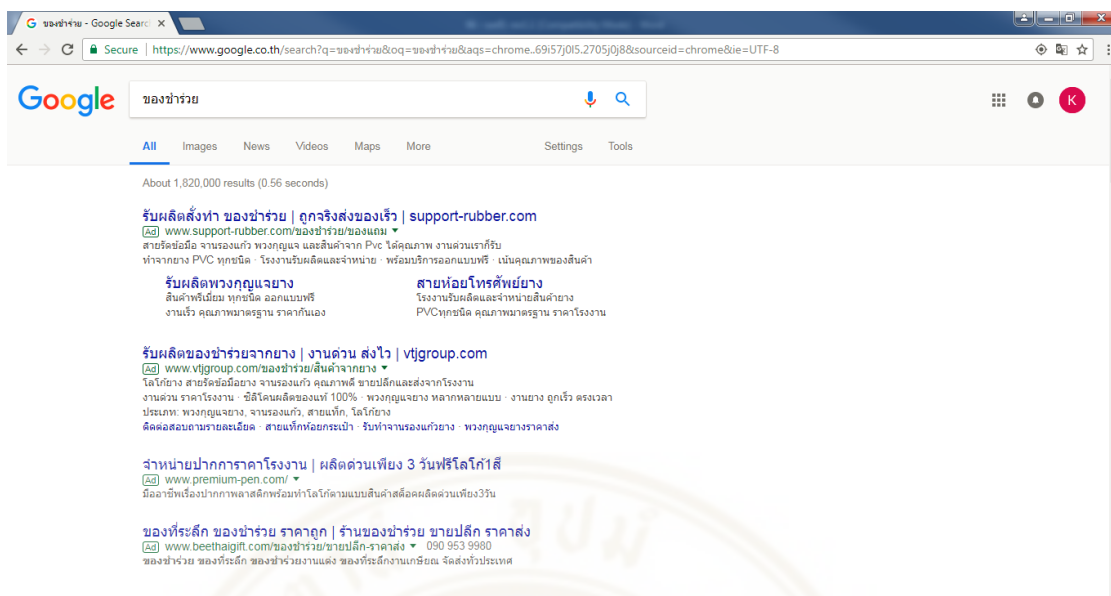 ของชำร่วย - Google Searc
Secure | https://www.google.co.th/search?q=ของชำร่วย&oq=ของชำร่วย&aqs=chrome..69i57j0l5.2705j0j8&sourceid=chrome&ie=UTF-8
Google ของชำร่วย K
All Images News Videos Maps More Settings Tools
About 1,820,000 results (0.56 seconds)
รับผลิตสั่งทำ ของชำร่วย | ถูกจริงส่งของเร็ว | support-rubber.com
Ad www.support-rubber.com/ของชำร่วย/ของแถม
สายรัดข้อมือ จานรองแก้ว พวงกุญแจ และสินค้าจาก Pvc ได้คุณภาพ งานด่วนเราก็รับ
ทำจากยาง PVC ทุกชนิด · โรงงานรับผลิตและจำหน่าย · พร้อมบริการออกแบบฟรี · เน้นคุณภาพของสินค้า
รับผลิตพวงกุญแจยาง
สินค้าพรีเมี่ยม ทุกชนิด ออกแบบฟรี
งานเร็ว คุณภาพมาตรฐาน ราคากันเอง
สายห้อยโทรศัพย์ยาง
โรงงานรับผลิตและจำหน่ายสินค้ายาง
PVCทุกชนิด คุณภาพมาตรฐาน ราคาโรงงาน
รับผลิตของชำร่วยจากยาง | งานด่วน ส่งไว | vtjgroup.com
Ad www.vtjgroup.com/ของชำร่วย/สินค้าจากยาง
โลโก้ยาง สายรัดข้อมือยาง จานรองแก้ว คุณภาพดี ขายปลีกและส่งจากโรงงาน
งานด่วน ราคาโรงงาน · ซิลิโคนผลิตของแท้ 100% · พวงกุญแจยาง หลากหลายแบบ · งานยาง ถูกเร็ว ตรงเวลา
ประเภท: พวงกุญแจยาง, จานรองแก้ว, สายแท็ก, โลโก้ยาง
ติดต่อสอบถามรายละเอียด · สายแท็กห้อยกระเป๋า · รับทำจานรองแก้วยาง · พวงกุญแจยางราคาส่ง
จำหน่ายปากการาคาโรงงาน | ผลิตด่วนเพียง 3 วันฟรีโลโก้1สี
Ad www.premium-pen.com/
มืออาชีพเรื่องปากกาพลาสติกพร้อมทำโลโก้ตามแบบสินค้าสต็อคผลิตด่วนเพียง3วัน
ของที่ระลึก ของชำร่วย ราคาถูก | ร้านของชำร่วย ขายปลีก ราคาส่ง
Ad www.beethaigift.com/ของชำร่วย/ขายปลีก-ราคาส่ง 090 953 9980
ของชำร่วย ของที่ระลึก ของชำร่วยงานแต่ง ของที่ระลึกงานเกษียณ จัดส่งทั่วประเทศ